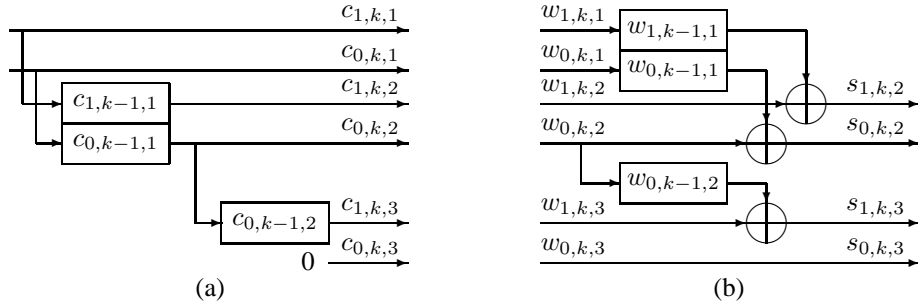 c_{1,k,1}
c_{0,k,1}
c_{1,k-1,1} c_{1,k,2}
c_{0,k-1,1} c_{0,k,2}
c_{0,k-1,2} c_{1,k,3}
0 c_{0,k,3}
(a)
w_{1,k,1} w_{1,k-1,1}
w_{0,k,1} w_{0,k-1,1}
w_{1,k,2} s_{1,k,2}
w_{0,k,2} s_{0,k,2}
w_{0,k-1,2}
w_{1,k,3} s_{1,k,3}
w_{0,k,3} s_{0,k,3}
(b)